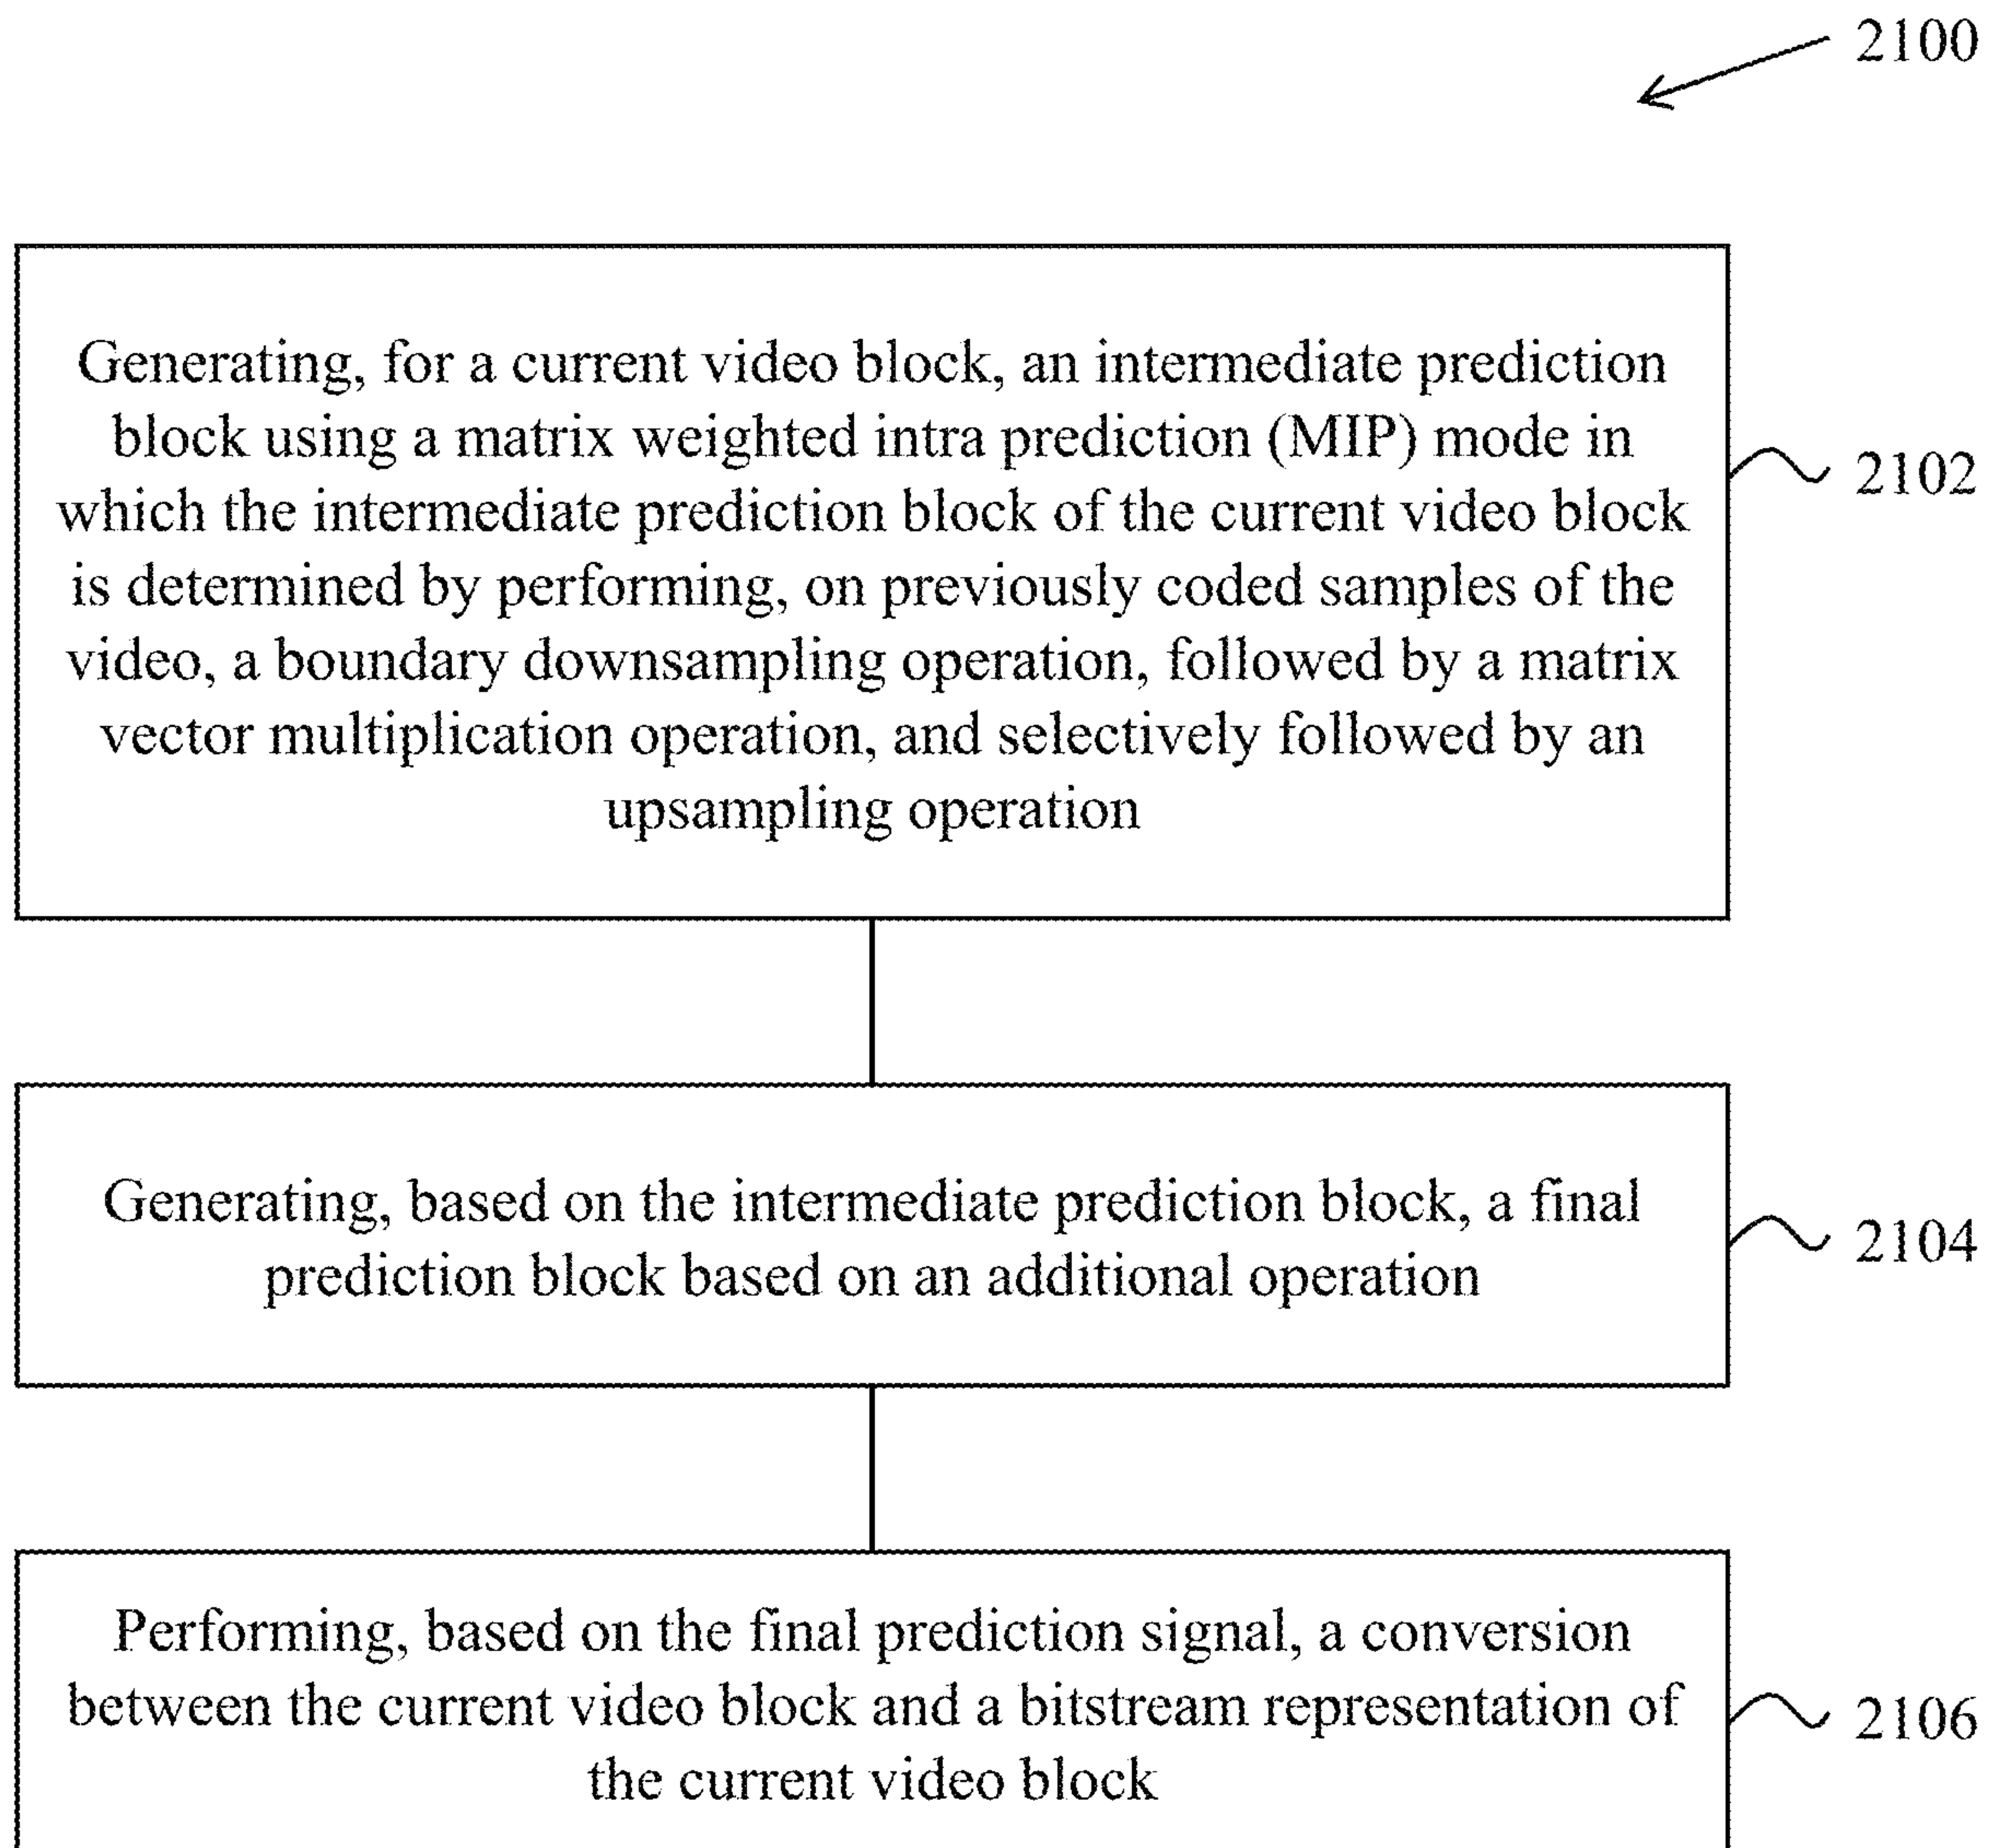 2100
Generating, for a current video block, an intermediate prediction
block using a matrix weighted intra prediction (MIP) mode in
which the intermediate prediction block of the current video block
is determined by performing, on previously coded samples of the
video, a boundary downsampling operation, followed by a matrix
vector multiplication operation, and selectively followed by an
upsampling operation
2102
Generating, based on the intermediate prediction block, a final
prediction block based on an additional operation
2104
Performing, based on the final prediction signal, a conversion
between the current video block and a bitstream representation of
the current video block
2106